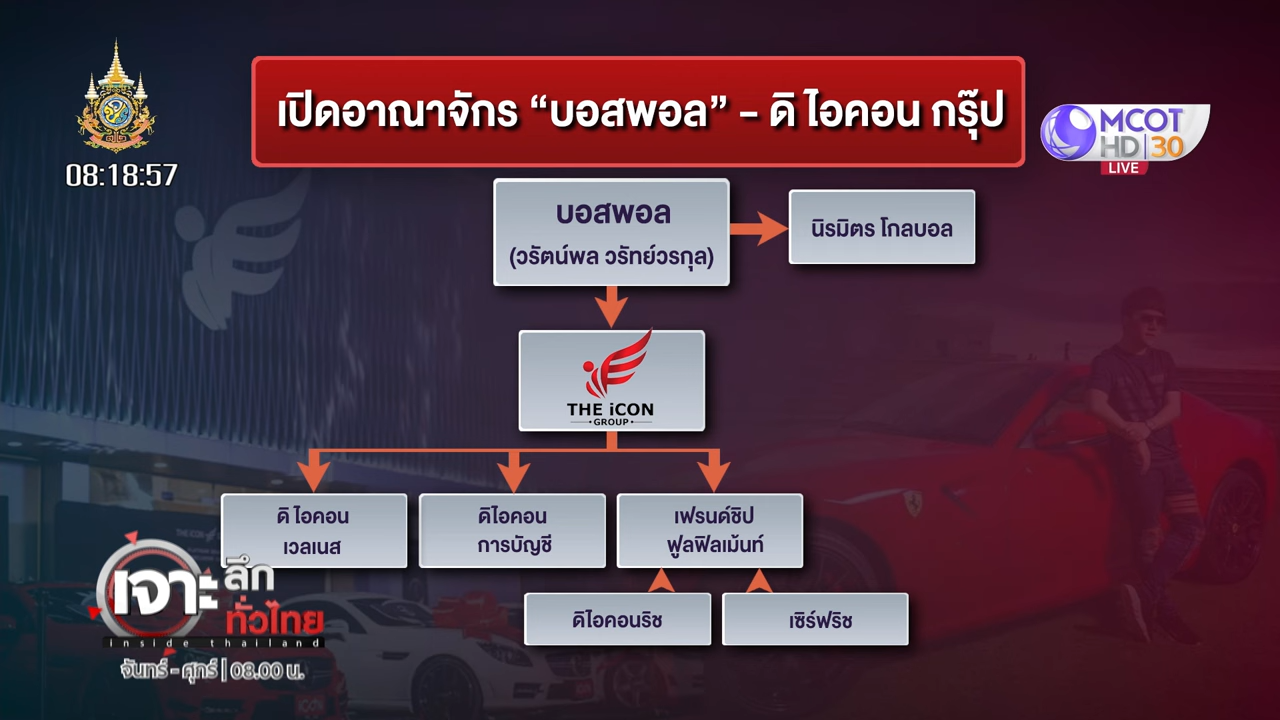 เปิดอาณาจักร “บอสพอล” - ดิ ไอคอน กรุ๊ป
08:18:57
MCOT
HD 30
LIVE
บอสพอล
(วรัตน์พล วรัทย์วรกุล)
นิรมิตร โกลบอล
THE iCON
GROUP
ดิ ไอคอน
เวลเนส
ดิไอคอน
การบัญชี
เฟรนด์ชิป
ฟูลฟิลเม้นท์
ดิไอคอนริช
เซิร์ฟริช
เจาะลึก
ทั่วไทย
inside thailand
จันทร์ - ศุกร์ | 08.00 น.